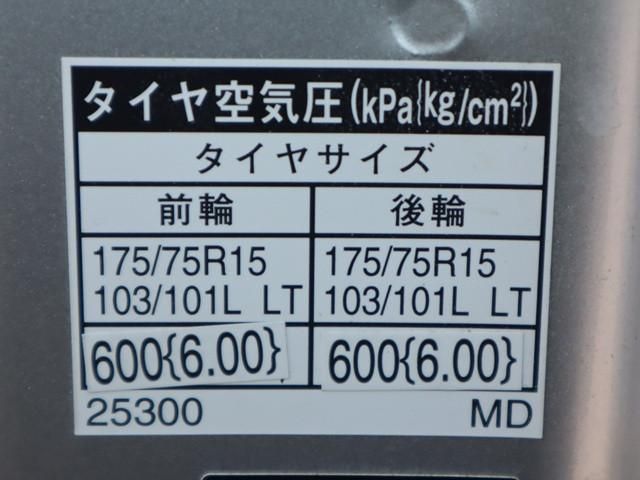 タイヤ空気圧(kPa{kg/cm²})
タイヤサイズ
前輪 後輪
175/75R15 175/75R15
103/101L LT 103/101L LT
600{6.00} 600{6.00}
25300 MD